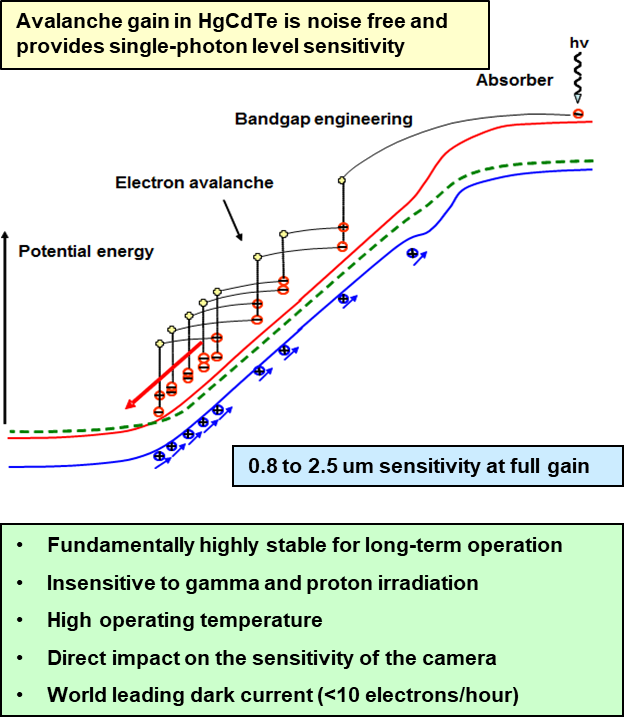 Avalanche gain in HgCdTe is noise free and
provides single-photon level sensitivity
hν
Absorber
Bandgap engineering
Electron avalanche
Potential energy
0.8 to 2.5 um sensitivity at full gain
• Fundamentally highly stable for long-term operation
• Insensitive to gamma and proton irradiation
• High operating temperature
• Direct impact on the sensitivity of the camera
• World leading dark current (<10 electrons/hour)